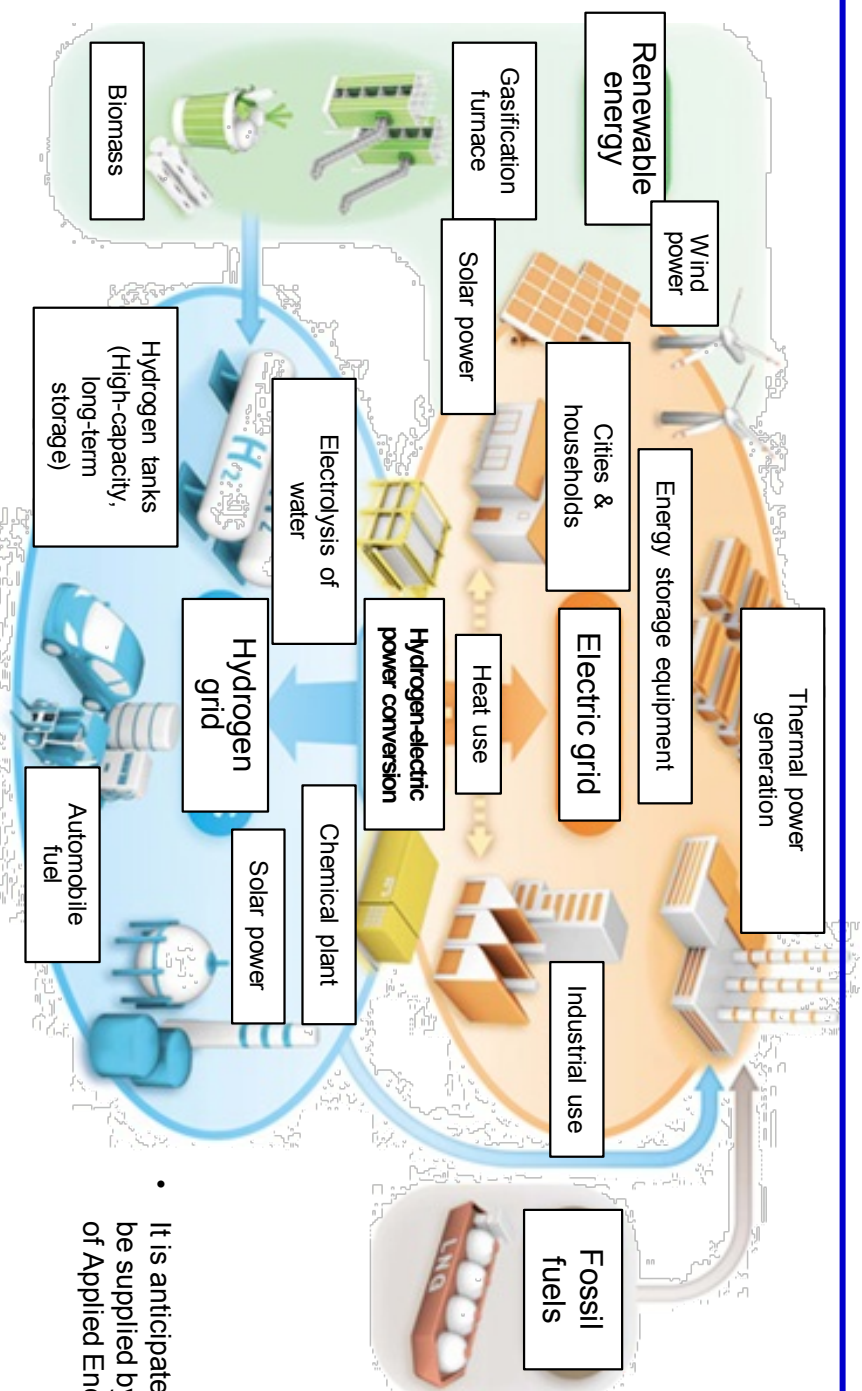 Renewable
energy
Wind
power
Thermal power
generation
Energy storage equipment
Cities &
households
Electric grid
Industrial use
Fossil
fuels
LNG
Gasification
furnace
Solar power
Heat use
Hydrogen-electric
power conversion
Electrolysis of
water
Chemical plant
H2
H2
Hydrogen
grid
Solar power
Biomass
Hydrogen tanks
(High-capacity,
long-term
storage)
Automobile
fuel
• It is anticipate
be supplied by
of Applied Ene